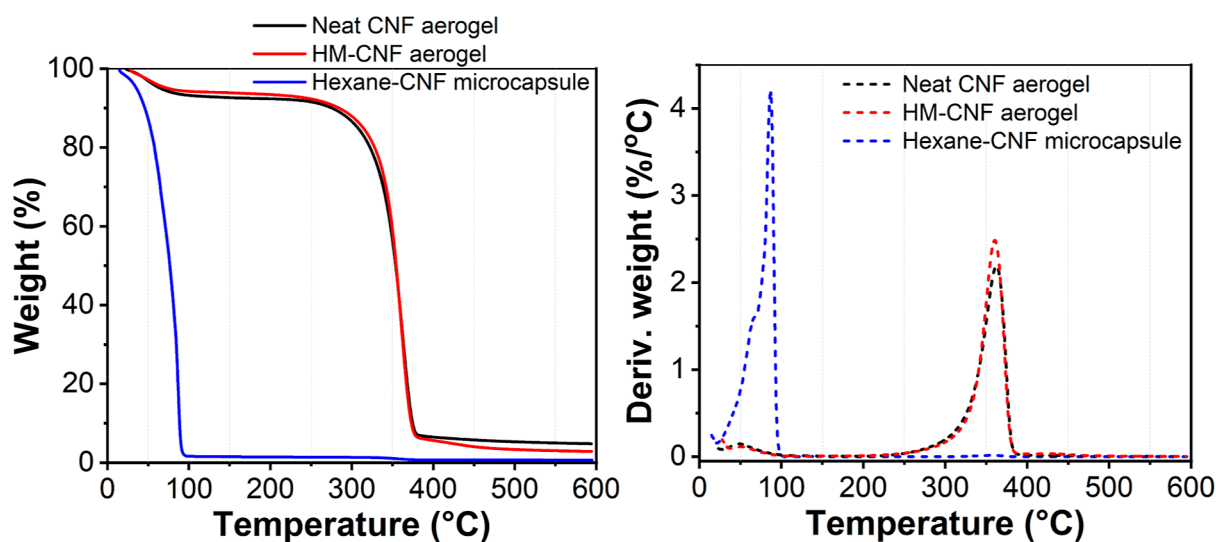 Neat CNF aerogel
HM-CNF aerogel
Hexane-CNF microcapsule
100
80
60
40
20
0
Weight (%)
0 100 200 300 400 500 600
Temperature (°C)
Neat CNF aerogel
HM-CNF aerogel
Hexane-CNF microcapsule
4
3
2
1
0
Deriv. weight (%/°C)
0 100 200 300 400 500 600
Temperature (°C)